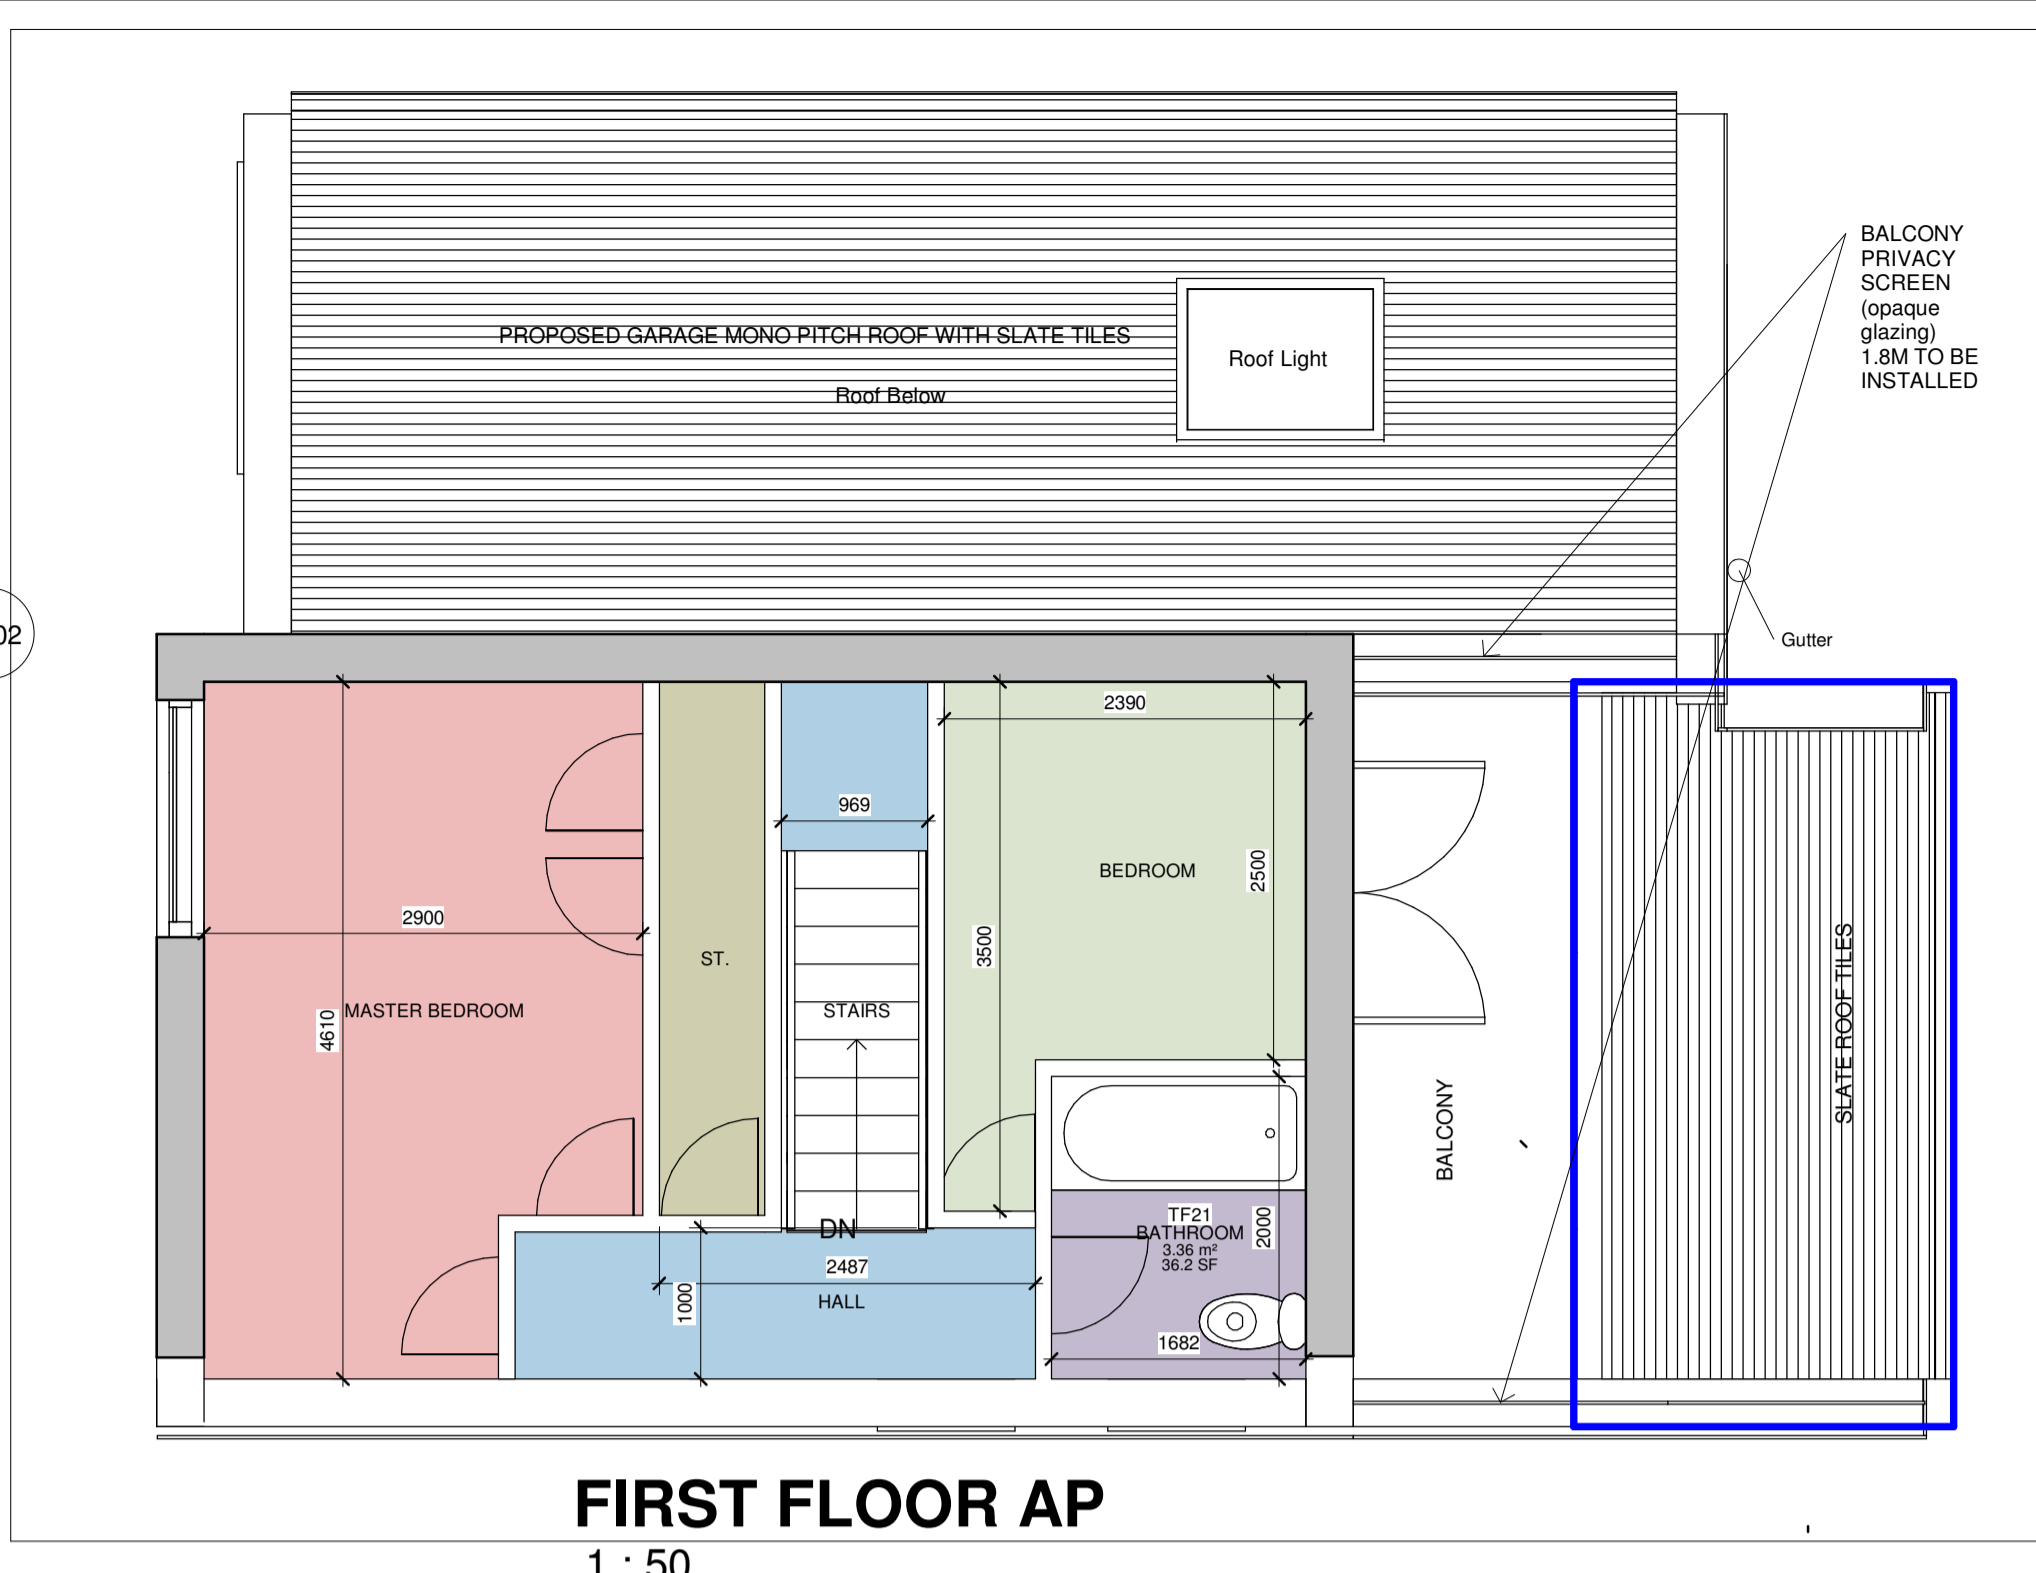 BALCONY
PRIVACY
SCREEN
(opaque
glazing)
1.8M TO BE
INSTALLED
PROPOSED GARAGE MONO PITCH ROOF WITH SLATE TILES
Roof Light
Roof Below
02
Gutter
2390
969
BEDROOM
2500
2900
3500
ST.
MASTER BEDROOM
4610
STAIRS
SLATE ROOF TILES
BALCONY
DN
TF21
BATHROOM
3.36 m²
36.2 SF
2000
2487
HALL
1000
1682
FIRST FLOOR AP
1 : 50